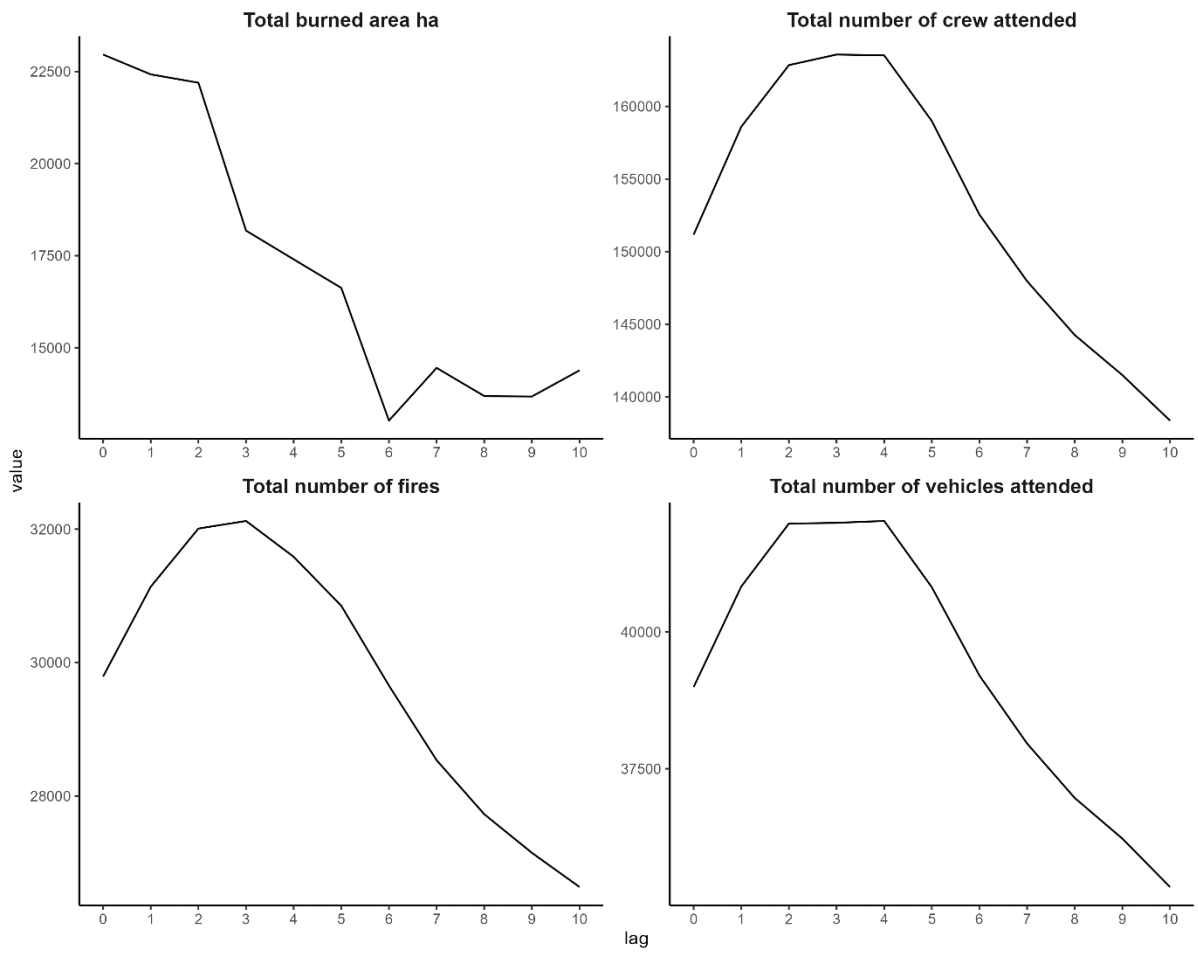 Total burned area ha
22500
20000
17500
15000
0 1 2 3 4 5 6 7 8 9 10
Total number of crew attended
160000
155000
150000
145000
140000
0 1 2 3 4 5 6 7 8 9 10
value
Total number of fires
32000
30000
28000
0 1 2 3 4 5 6 7 8 9 10
Total number of vehicles attended
40000
37500
0 1 2 3 4 5 6 7 8 9 10
lag